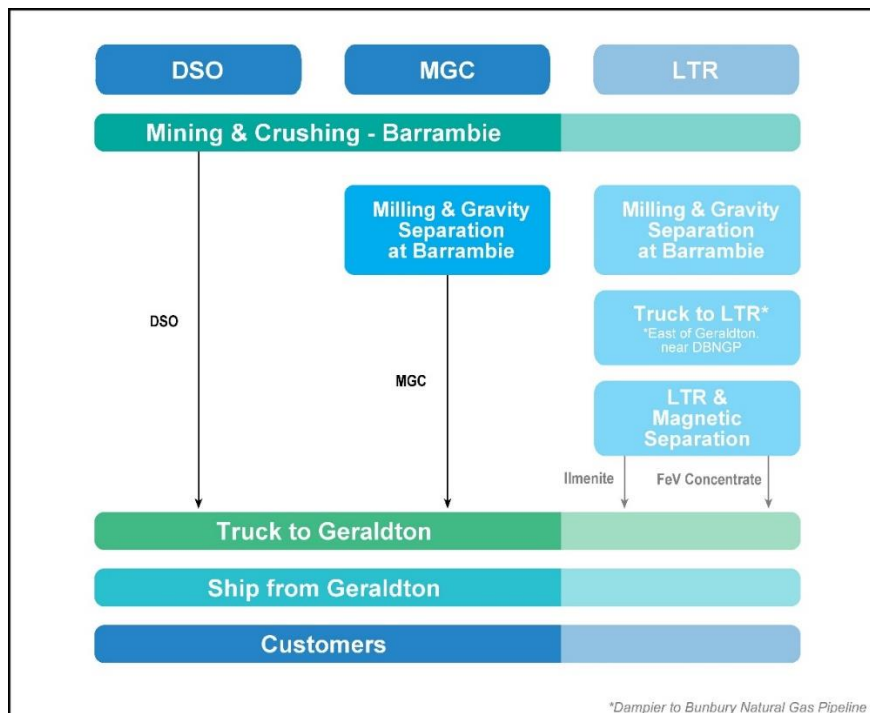 DSO
MGC
LTR
Mining & Crushing - Barrambie
Milling & Gravity
Separation
at Barrambie
Milling & Gravity
Separation
at Barrambie
Truck to LTR*
*East of Geraldton,
near DBNGP
DSO
MGC
LTR &
Magnetic
Separation
Ilmenite
FeV Concentrate
Truck to Geraldton
Ship from Geraldton
Customers
*Dampier to Bunbury Natural Gas Pipeline